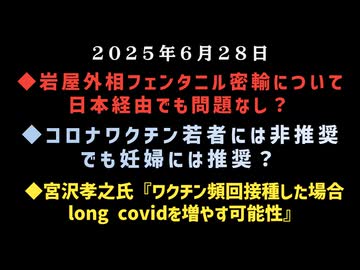 ２０２５年６月２８日
◆岩屋外相フェンタニル密輸について
日本経由でも問題なし？
◆コロナワクチン若者には非推奨
でも妊婦には推奨？
◆宮沢孝之氏『ワクチン頻回接種した場合
long covidを増やす可能性』